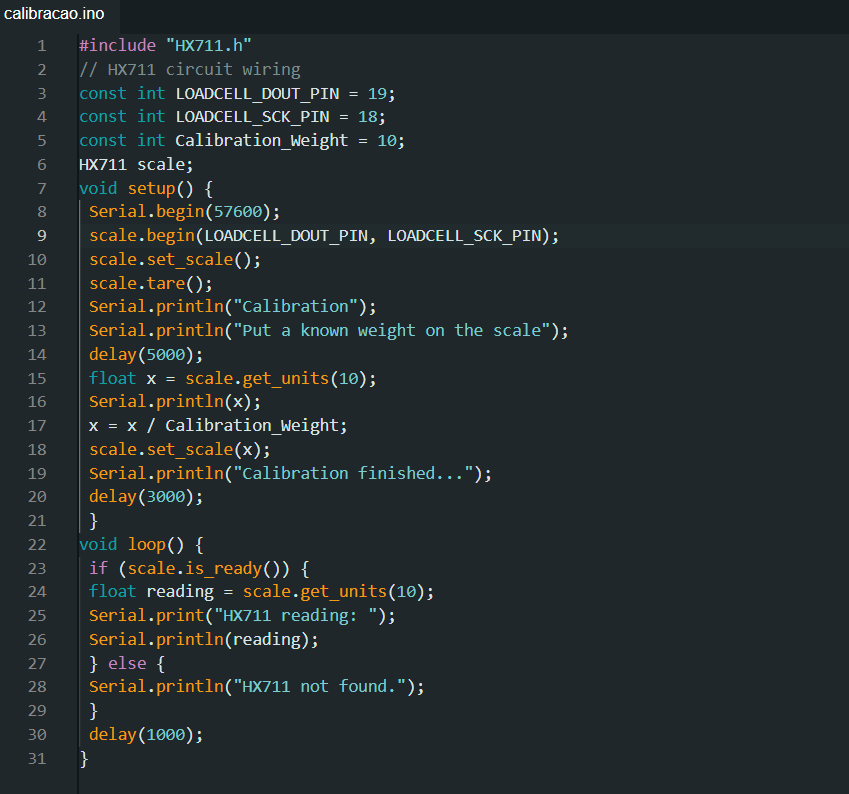 calibracao.ino
1 #include "HX711.h"
2 // HX711 circuit wiring
3 const int LOADCELL_DOUT_PIN = 19;
4 const int LOADCELL_SCK_PIN = 18;
5 const int Calibration_Weight = 10;
6 HX711 scale;
7 void setup() {
8 Serial.begin(57600);
9 scale.begin(LOADCELL_DOUT_PIN, LOADCELL_SCK_PIN);
10 scale.set_scale();
11 scale.tare();
12 Serial.println("Calibration");
13 Serial.println("Put a known weight on the scale");
14 delay(5000);
15 float x = scale.get_units(10);
16 Serial.println(x);
17 x = x / Calibration_Weight;
18 scale.set_scale(x);
19 Serial.println("Calibration finished...");
20 delay(3000);
21 }
22 void loop() {
23 if (scale.is_ready()) {
24 float reading = scale.get_units(10);
25 Serial.print("HX711 reading: ");
26 Serial.println(reading);
27 } else {
28 Serial.println("HX711 not found.");
29 }
30 delay(1000);
31 }